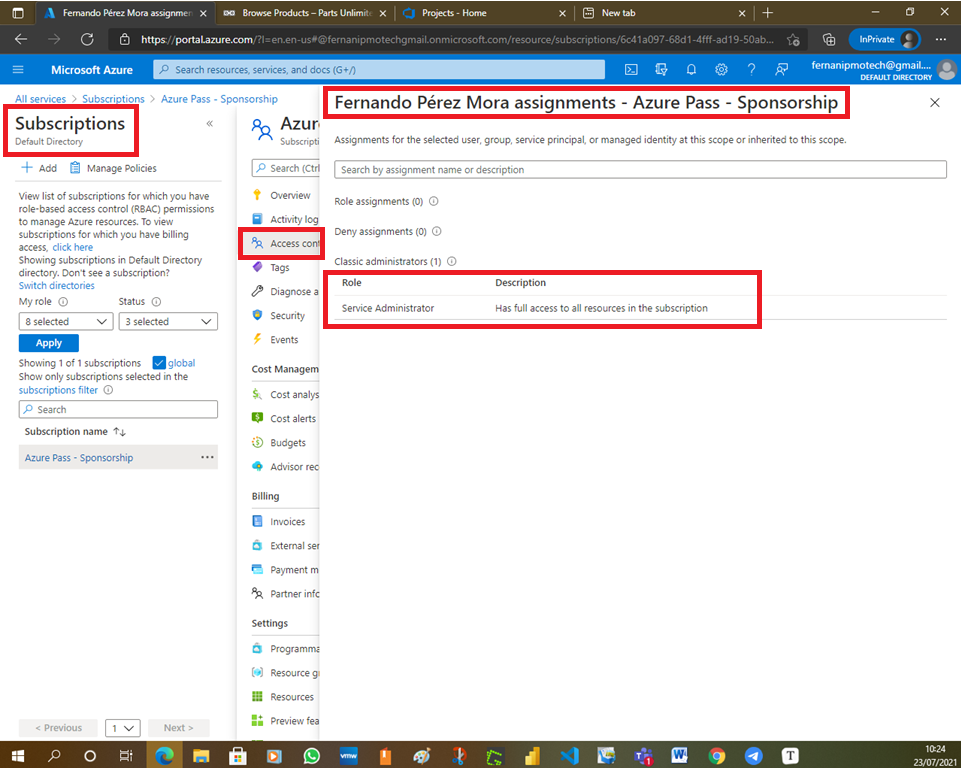 Fernando Pérez Mora assignmen
Browse Products – Parts Unlimite
Projects - Home
New tab
https://portal.azure.com/?l=en.en-us#@fernanipmotechgmail.onmicrosoft.com/resource/subscriptions/6c41a097-68d1-4fff-ad19-50ab...
InPrivate
Microsoft Azure
Search resources, services, and docs (G+/)
fernanipmotech@gmail....
DEFAULT DIRECTORY
All services > Subscriptions > Azure Pass - Sponsorship
Subscriptions
Default Directory
Add
Manage Policies
View list of subscriptions for which you have
role-based access control (RBAC) permissions
to manage Azure resources. To view
subscriptions for which you have billing
access, click here
Showing subscriptions in Default Directory
directory. Don't see a subscription?
Switch directories
My role
Status
8 selected
3 selected
Apply
Showing 1 of 1 subscriptions
global
Show only subscriptions selected in the
subscriptions filter
Search
Subscription name
Azure Pass - Sponsorship
< Previous
1
Next >
Azur
Subscripti
Search (Ctrl
Overview
Activity log
Access cont
Tags
Diagnose a
Security
Events
Cost Managem
Cost analys
Cost alerts
Budgets
Advisor rec
Billing
Invoices
External ser
Payment m
Partner info
Settings
Programma
Resource g
Resources
Preview fea
Fernando Pérez Mora assignments - Azure Pass - Sponsorship
Assignments for the selected user, group, service principal, or managed identity at this scope or inherited to this scope.
Search by assignment name or description
Role assignments (0)
Deny assignments (0)
Classic administrators (1)
Role
Description
Service Administrator
Has full access to all resources in the subscription
vmw
1
W
T
10:24
23/07/2021